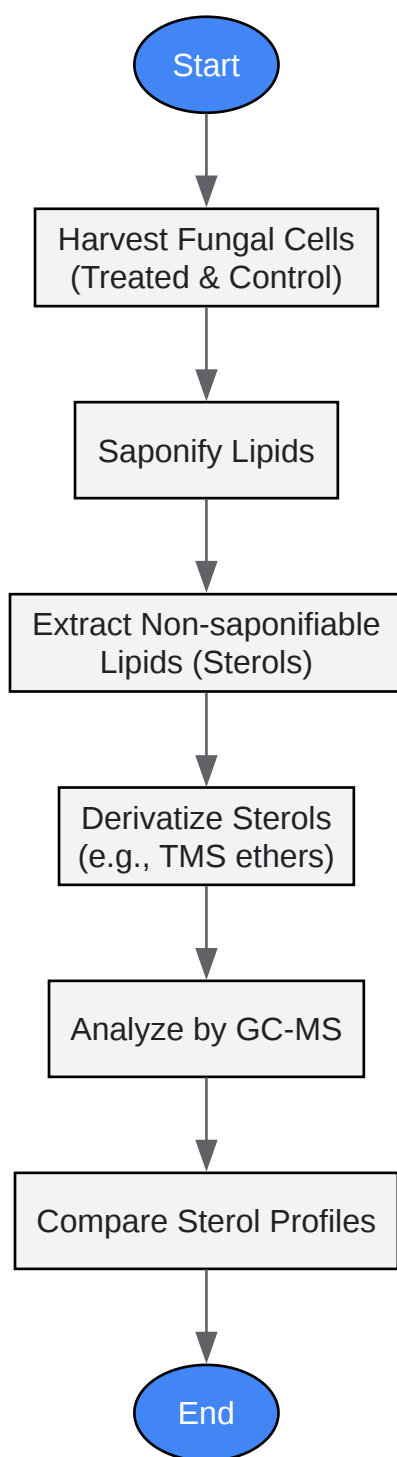 Start
Harvest Fungal Cells
(Treated & Control)
Saponify Lipids
Extract Non-saponifiable
Lipids (Sterols)
Derivatize Sterols
(e.g., TMS ethers)
Analyze by GC-MS
Compare Sterol Profiles
End